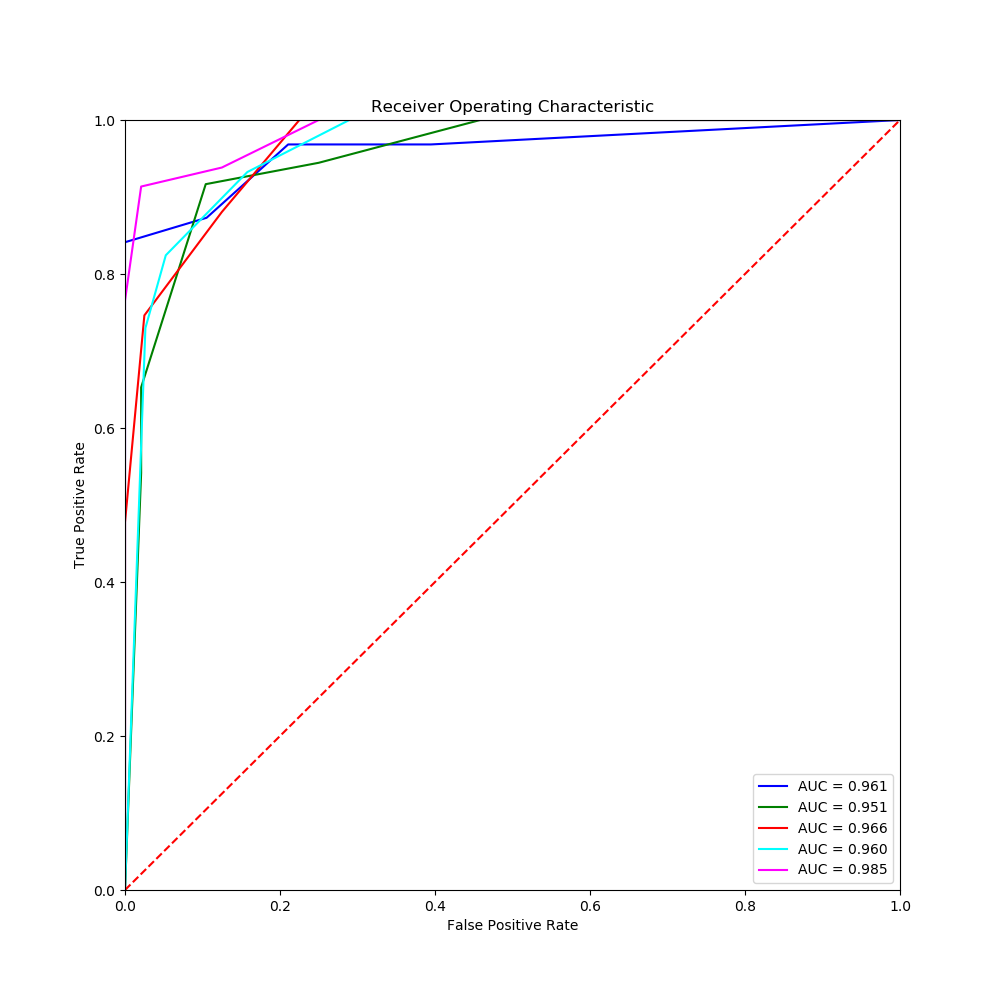 Receiver Operating Characteristic
1.0
0.8
0.6
0.4
0.2
0.0
True Positive Rate
0.0 0.2 0.4 0.6 0.8 1.0
False Positive Rate
AUC = 0.961
AUC = 0.951
AUC = 0.966
AUC = 0.960
AUC = 0.985